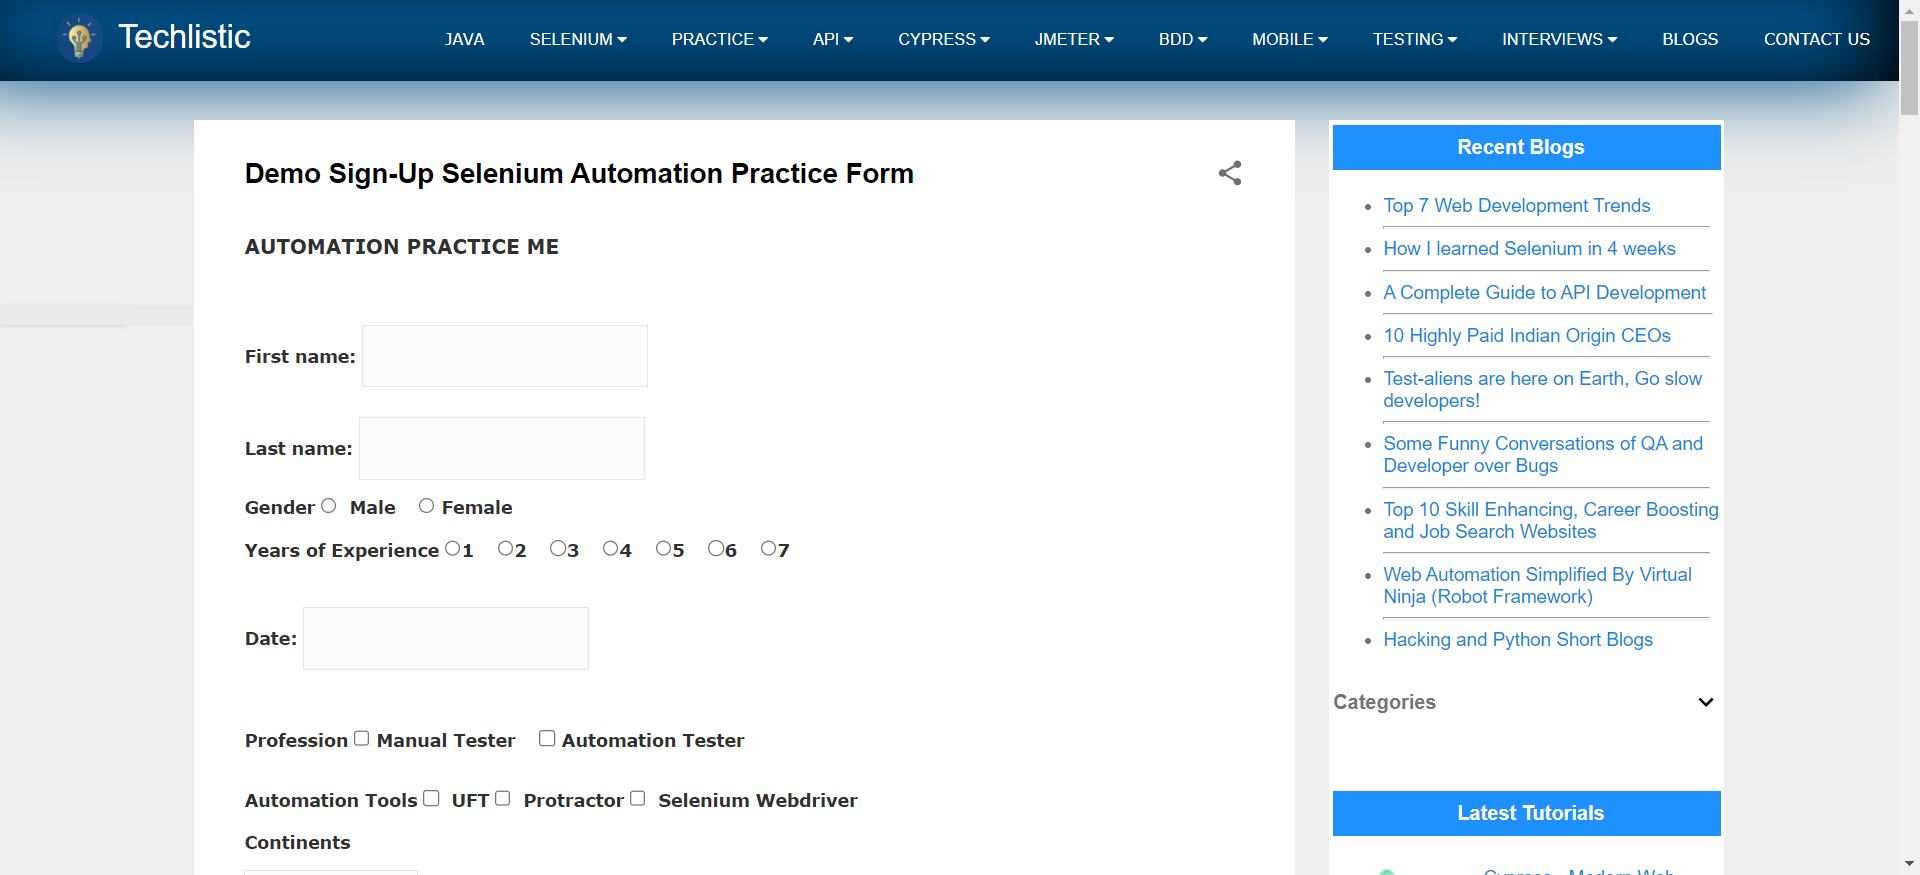 Techlistic
JAVA SELENIUM PRACTICE API CYPRESS JMETER BDD MOBILE TESTING INTERVIEWS BLOGS CONTACT US
Demo Sign-Up Selenium Automation Practice Form
AUTOMATION PRACTICE ME
First name:
Last name:
Gender Male Female
Years of Experience 1 2 3 4 5 6 7
Date:
Profession Manual Tester Automation Tester
Automation Tools UFT Protractor Selenium Webdriver
Continents
Recent Blogs
Top 7 Web Development Trends
How I learned Selenium in 4 weeks
A Complete Guide to API Development
10 Highly Paid Indian Origin CEOs
Test-aliens are here on Earth, Go slow
developers!
Some Funny Conversations of QA and
Developer over Bugs
Top 10 Skill Enhancing, Career Boosting
and Job Search Websites
Web Automation Simplified By Virtual
Ninja (Robot Framework)
Hacking and Python Short Blogs
Categories
Latest Tutorials
Cypress - Modern Web